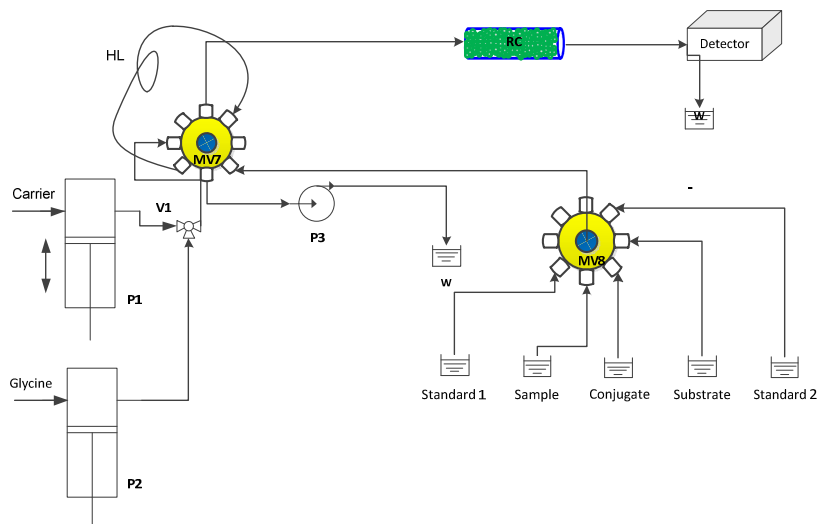 HL
RC
Detector
W
MV7
Carrier
V1
P3
W
P1
-
MV8
Glycine
P2
Standard 1
Sample
Conjugate
Substrate
Standard 2